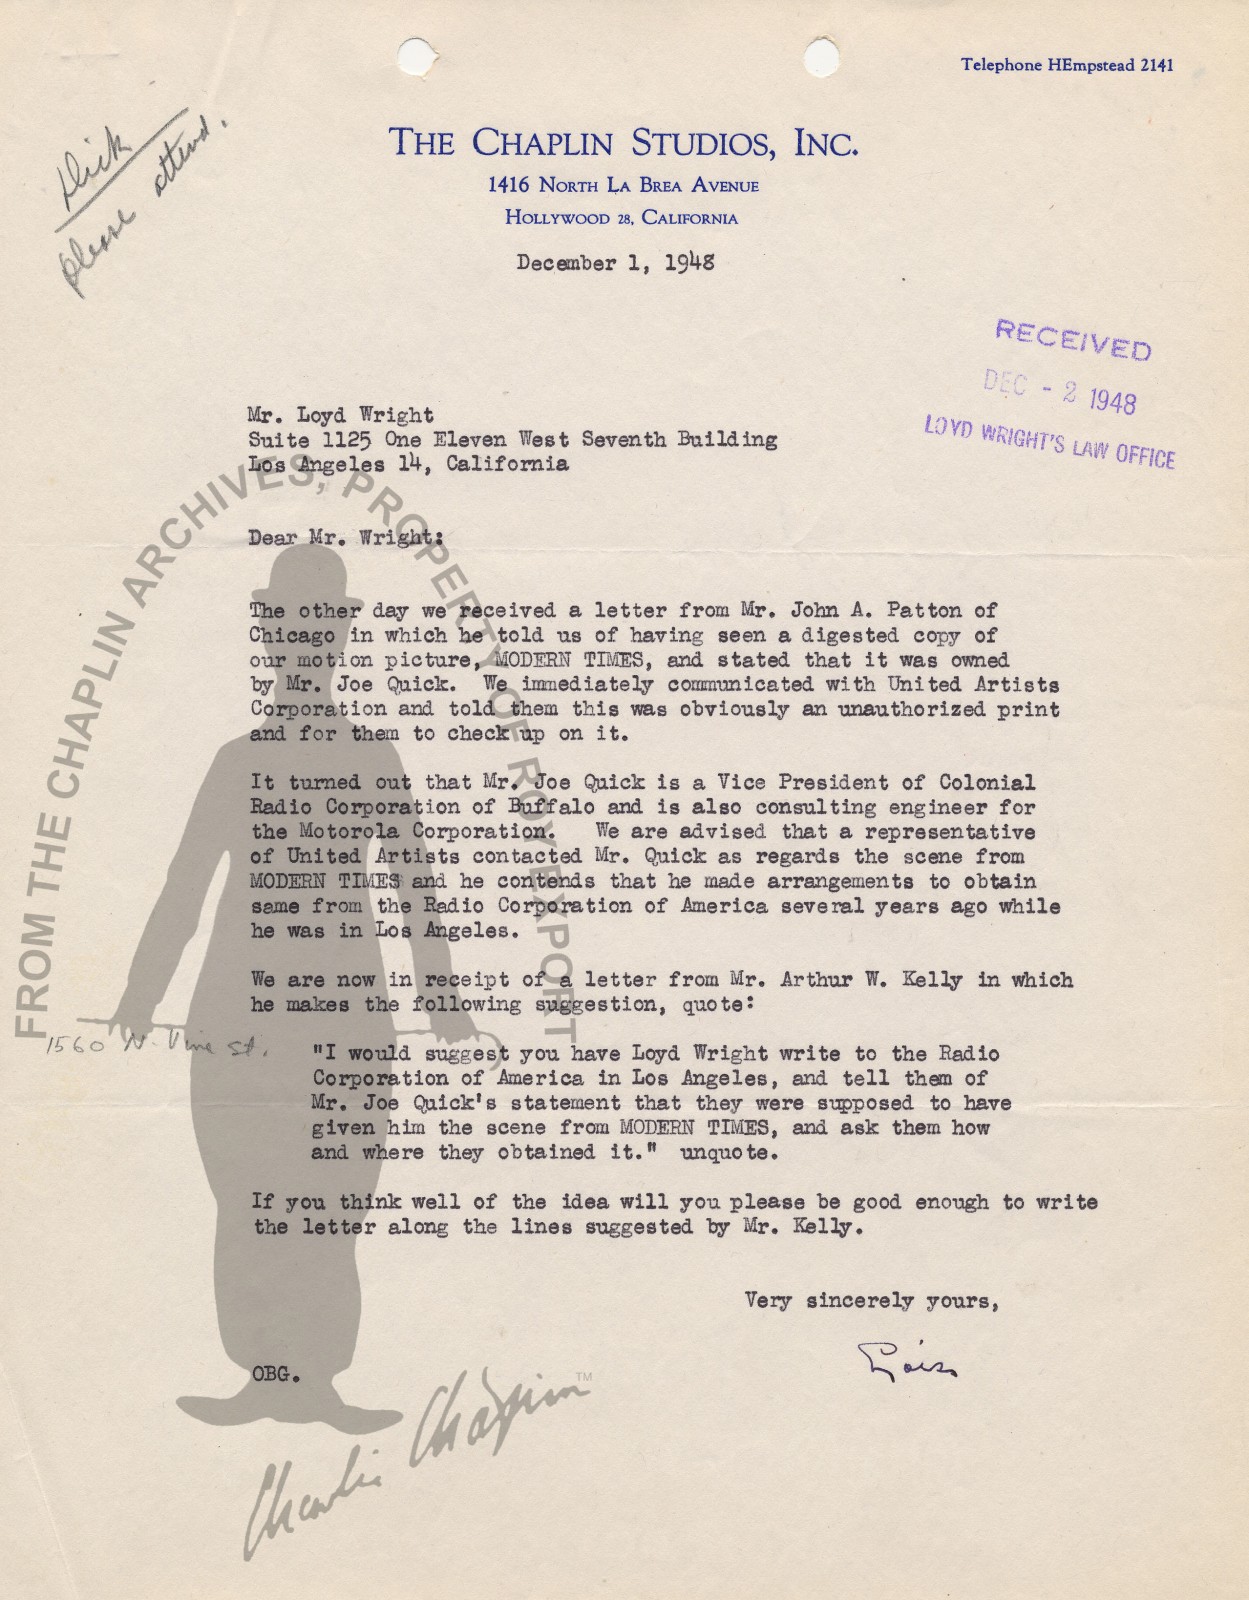 Telephone HEmpstead 2141
Dick
please attend.
THE CHAPLIN STUDIOS, INC.
1416 NORTH LA BREA AVENUE
HOLLYWOOD 28, CALIFORNIA
December 1, 1948
RECEIVED
DEC - 2 1948
LOYD WRIGHT'S LAW OFFICE
Mr. Loyd Wright
Suite 1125 One Eleven West Seventh Building
Los Angeles 14, California
Dear Mr. Wright:
The other day we received a letter from Mr. John A. Patton of
Chicago in which he told us of having seen a digested copy of
our motion picture, MODERN TIMES, and stated that it was owned
by Mr. Joe Quick. We immediately communicated with United Artists
Corporation and told them this was obviously an unauthorized print
and for them to check up on it.
It turned out that Mr. Joe Quick is a Vice President of Colonial
Radio Corporation of Buffalo and is also consulting engineer for
the Motorola Corporation. We are advised that a representative
of United Artists contacted Mr. Quick as regards the scene from
MODERN TIMES and he contends that he made arrangements to obtain
same from the Radio Corporation of America several years ago while
he was in Los Angeles.
We are now in receipt of a letter from Mr. Arthur W. Kelly in which
he makes the following suggestion, quote:
1560 N. Vine St.
"I would suggest you have Loyd Wright write to the Radio
Corporation of America in Los Angeles, and tell them of
Mr. Joe Quick's statement that they were supposed to have
given him the scene from MODERN TIMES, and ask them how
and where they obtained it." unquote.
If you think well of the idea will you please be good enough to write
the letter along the lines suggested by Mr. Kelly.
Very sincerely yours,
Lois
OBG.
FROM THE CHAPLIN ARCHIVES, PROPERTY OF ROY EXPORT
Charlie Chaplin TM